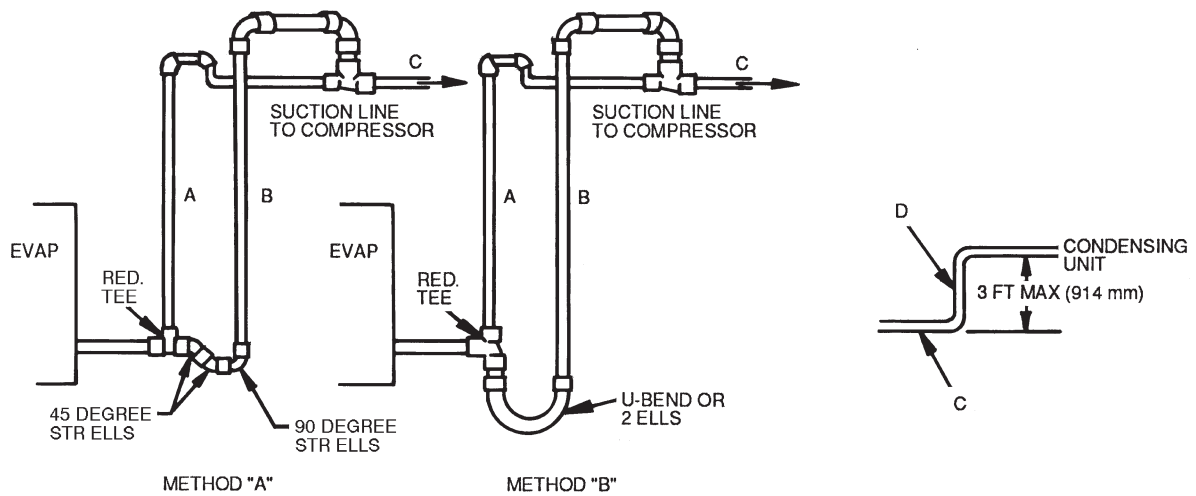 C
SUCTION LINE
TO COMPRESSOR
A
B
EVAP
RED.
TEE
45 DEGREE
STR ELLS
90 DEGREE
STR ELLS
METHOD "A"
C
SUCTION LINE
TO COMPRESSOR
A
B
EVAP
RED.
TEE
U-BEND OR
2 ELLS
METHOD "B"
D
CONDENSING
UNIT
3 FT MAX (914 mm)
C